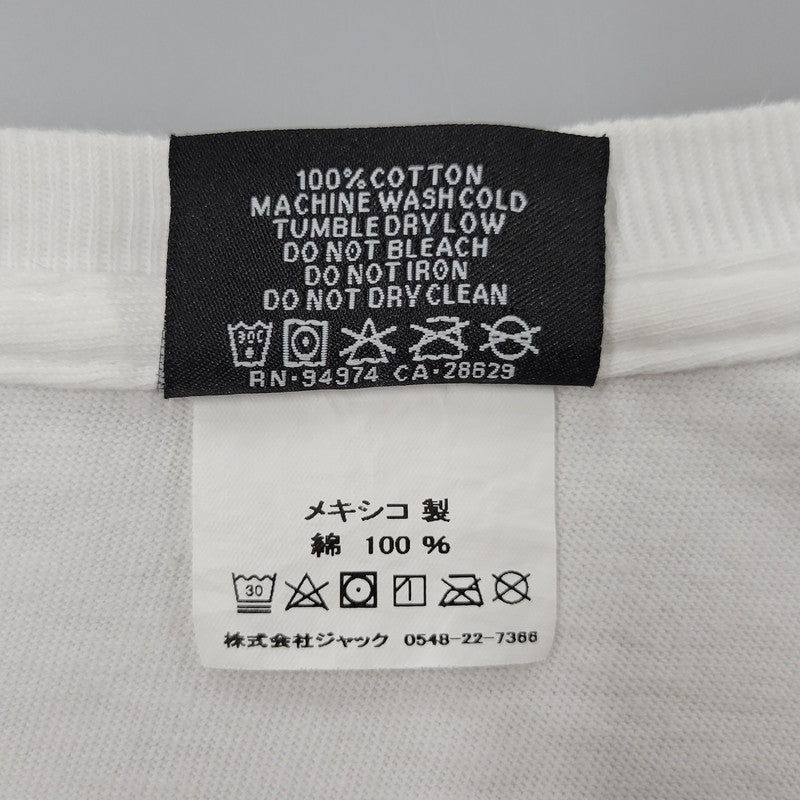 100% COTTON
MACHINE WASH COLD
TUMBLE DRY LOW
DO NOT BLEACH
DO NOT IRON
DO NOT DRY CLEAN
30C
RN·94974 CA·28629
メキシコ 製
綿 100 %
30
株式会社ジャック 0548-22-7366